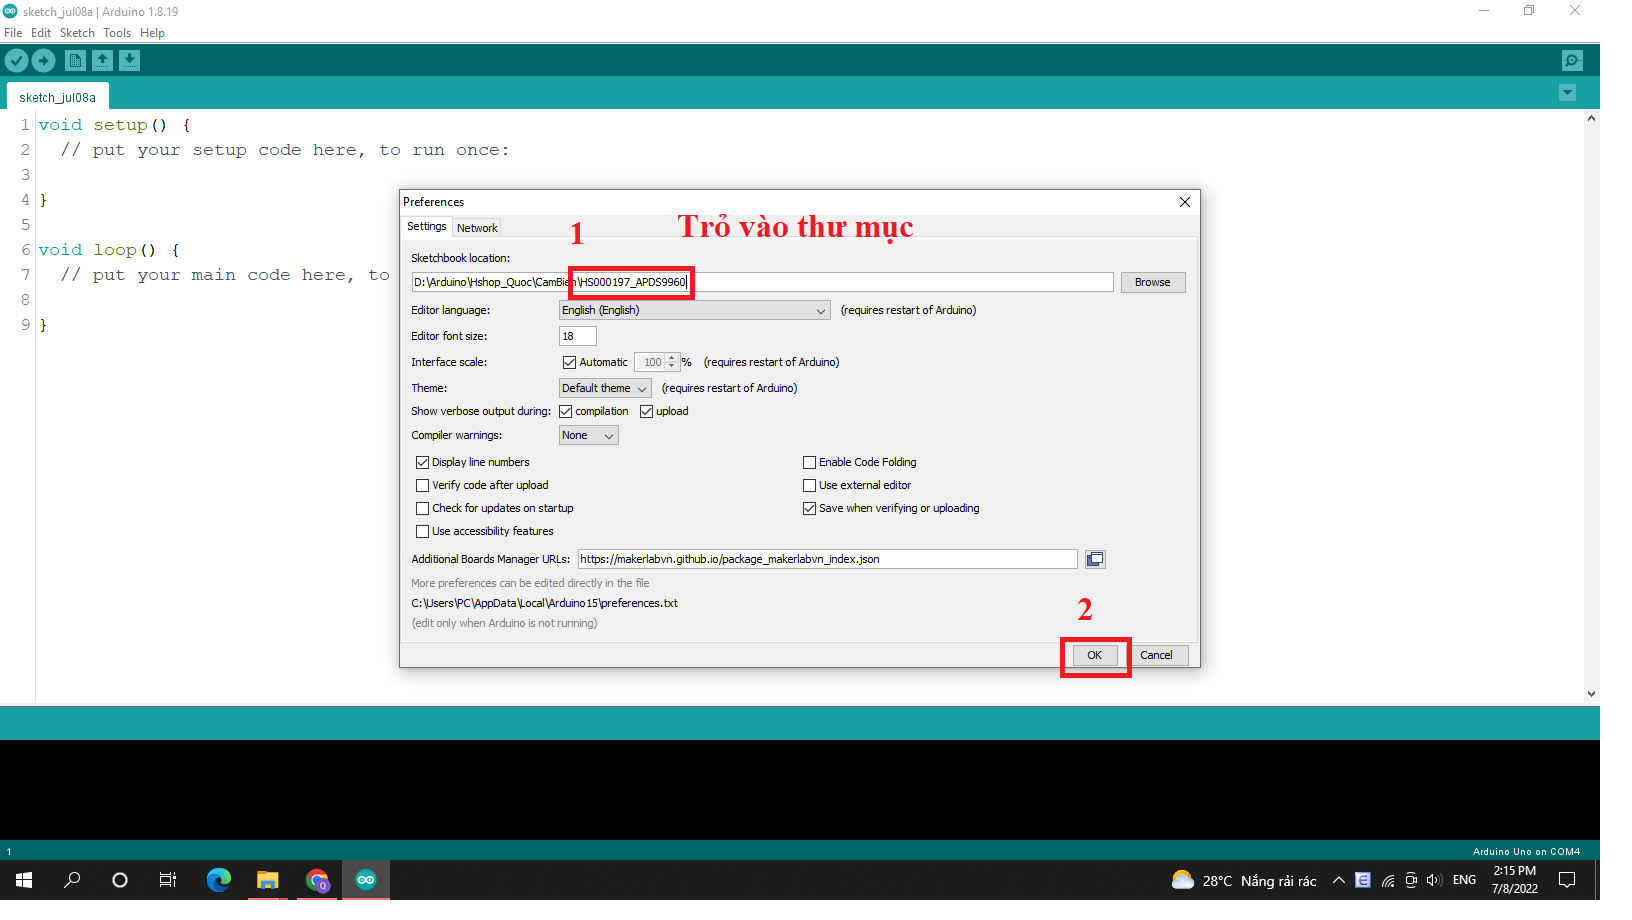 sketch_jul08a | Arduino 1.8.19
File Edit Sketch Tools Help
sketch_jul08a
1 void setup() {
2 // put your setup code here, to run once:
3
4 }
5
6 void loop() {
7 // put your main code here, to
8
9 }
Preferences
Settings Network
1 Trỏ vào thư mục
Sketchbook location:
D:\Arduino\Hshop_Quoc\CamBien\HS000197_APDS9960 Browse
Editor language: English (English) (requires restart of Arduino)
Editor font size: 18
Interface scale: Automatic 100 % (requires restart of Arduino)
Theme: Default theme (requires restart of Arduino)
Show verbose output during: compilation upload
Compiler warnings: None
Display line numbers Enable Code Folding
Verify code after upload Use external editor
Check for updates on startup Save when verifying or uploading
Use accessibility features
Additional Boards Manager URLs: https://makerlabvn.github.io/package_makerlabvn_index.json
More preferences can be edited directly in the file
C:\Users\PC\AppData\Local\Arduino15\preferences.txt
(edit only when Arduino is not running)
2
OK Cancel
1 Arduino Uno on COM4
28°C Nắng rải rác ENG 2:15 PM
7/8/2022